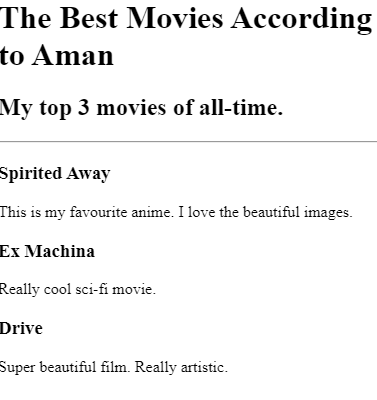 The Best Movies According
to Aman
My top 3 movies of all-time.
Spirited Away
This is my favourite anime. I love the beautiful images.
Ex Machina
Really cool sci-fi movie.
Drive
Super beautiful film. Really artistic.